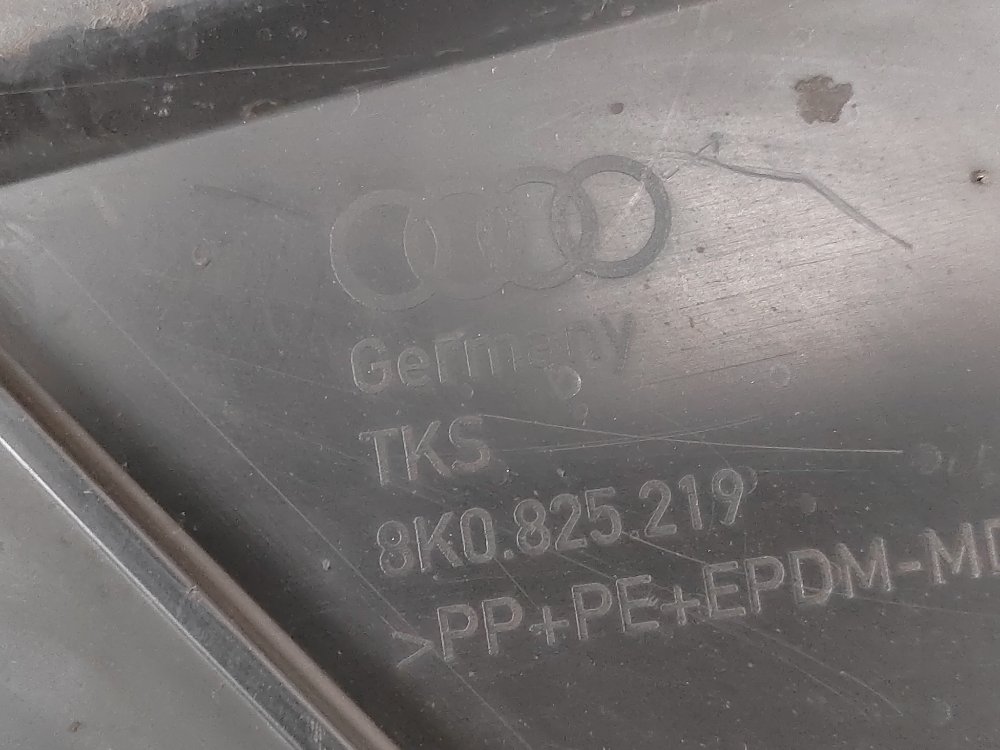 Germany
TKS
8K0.825.219
>PP+PE+EPDM-MD